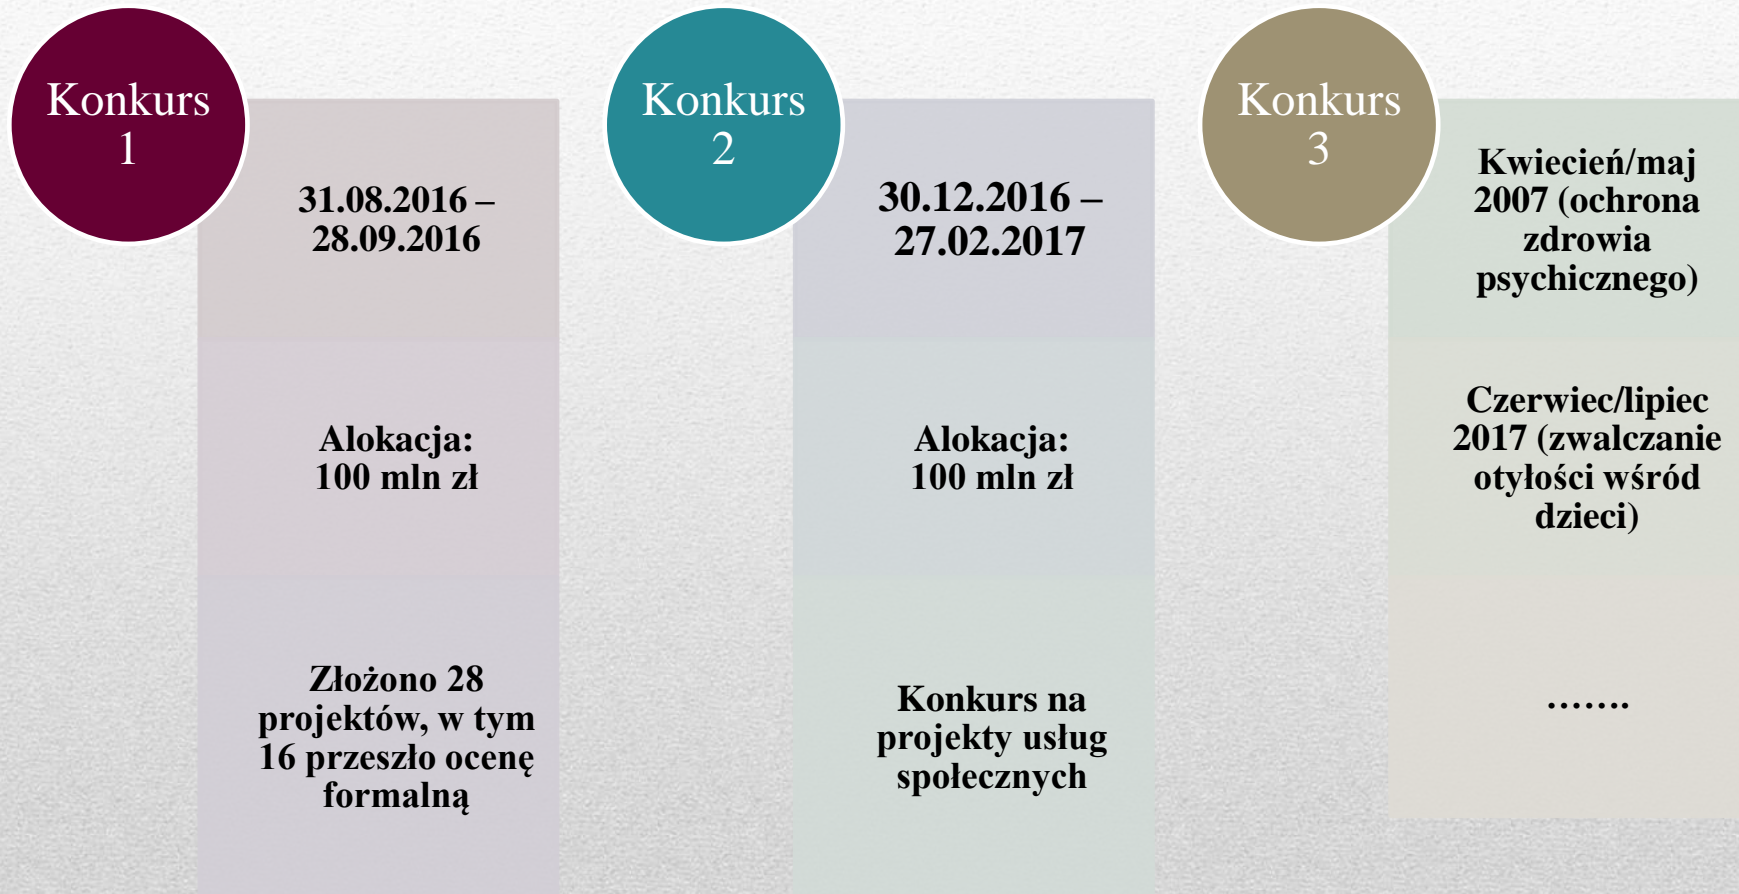 Konkurs
1
31.08.2016 –
28.09.2016
Alokacja:
100 mln zł
Złożono 28
projektów, w tym
16 przeszło ocenę
formalną
Konkurs
2
30.12.2016 –
27.02.2017
Alokacja:
100 mln zł
Konkurs na
projekty usług
społecznych
Konkurs
3
Kwiecień/maj
2007 (ochrona
zdrowia
psychicznego)
Czerwiec/lipiec
2017 (zwalczanie
otyłości wśród
dzieci)
…….